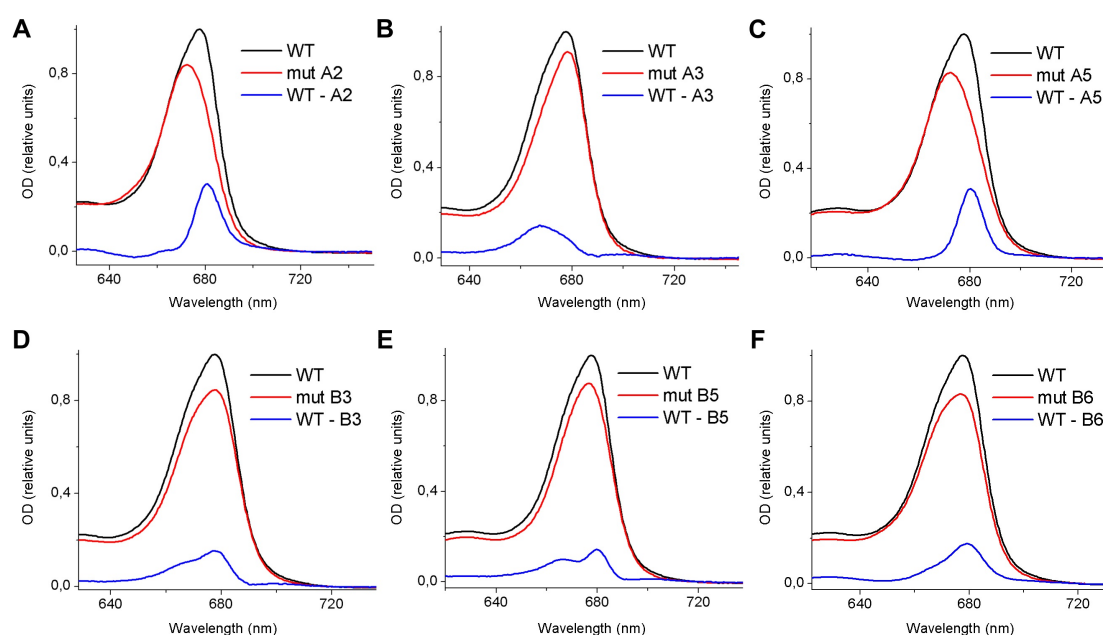 A
WT
mut A2
WT - A2
0,8
0,4
0,0
OD (relative units)
640
680
720
Wavelength (nm)
B
WT
mut A3
WT - A3
0,8
0,4
0,0
OD (relative units)
640
680
720
Wavelength (nm)
C
WT
mut A5
WT - A5
0,8
0,4
0,0
OD (relative units)
640
680
720
Wavelength (nm)
D
WT
mut B3
WT - B3
0,8
0,4
0,0
OD (relative units)
640
680
720
Wavelength (nm)
E
WT
mut B5
WT - B5
0,8
0,4
0,0
OD (relative units)
640
680
720
Wavelength (nm)
F
WT
mut B6
WT - B6
0,8
0,4
0,0
OD (relative units)
640
680
720
Wavelength (nm)